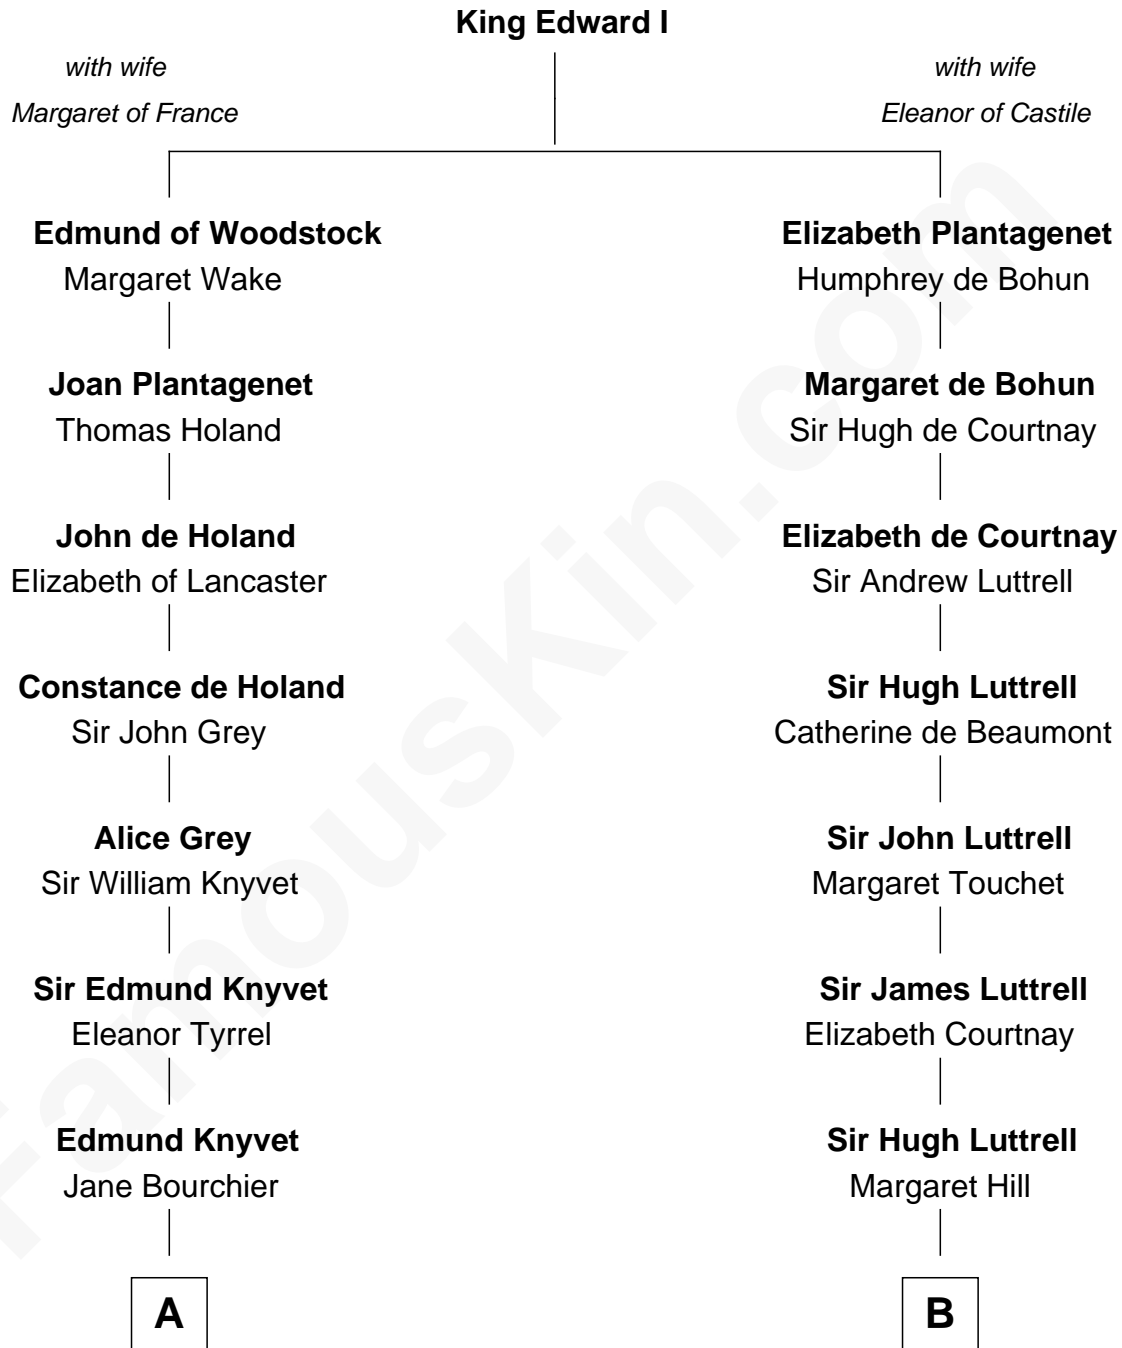 King Edward I
with wife
Margaret of France
with wife
Eleanor of Castile
Edmund of Woodstock
Margaret Wake
Elizabeth Plantagenet
Humphrey de Bohun
Joan Plantagenet
Thomas Holand
Margaret de Bohun
Sir Hugh de Courtnay
John de Holand
Elizabeth of Lancaster
Elizabeth de Courtnay
Sir Andrew Luttrell
Constance de Holand
Sir John Grey
Sir Hugh Luttrell
Catherine de Beaumont
Alice Grey
Sir William Knyvet
Sir John Luttrell
Margaret Touchet
Sir Edmund Knyvet
Eleanor Tyrrel
Sir James Luttrell
Elizabeth Courtnay
Edmund Knyvet
Jane Bourchier
Sir Hugh Luttrell
Margaret Hill
A
B
FamousKin.com